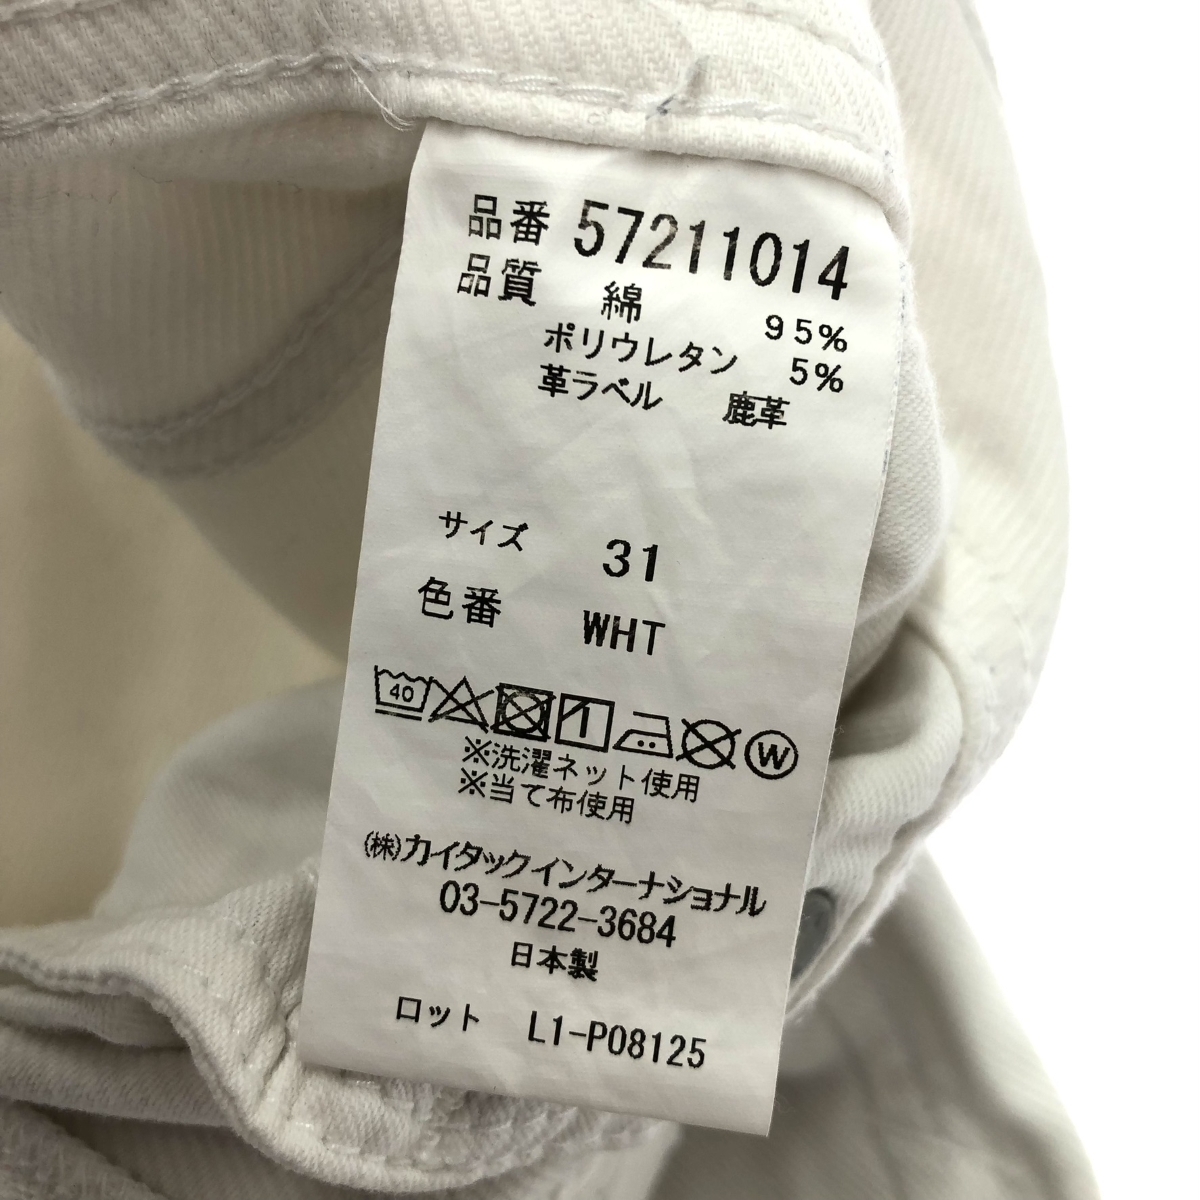 品番 57211014
品質 綿 95%
ポリウレタン 5%
革ラベル 鹿革
サイズ 31
色番 WHT
40 W
※洗濯ネット使用
※当て布使用
(株)カイタックインターナショナル
03-5722-3684
日本製
ロット L1-P08125